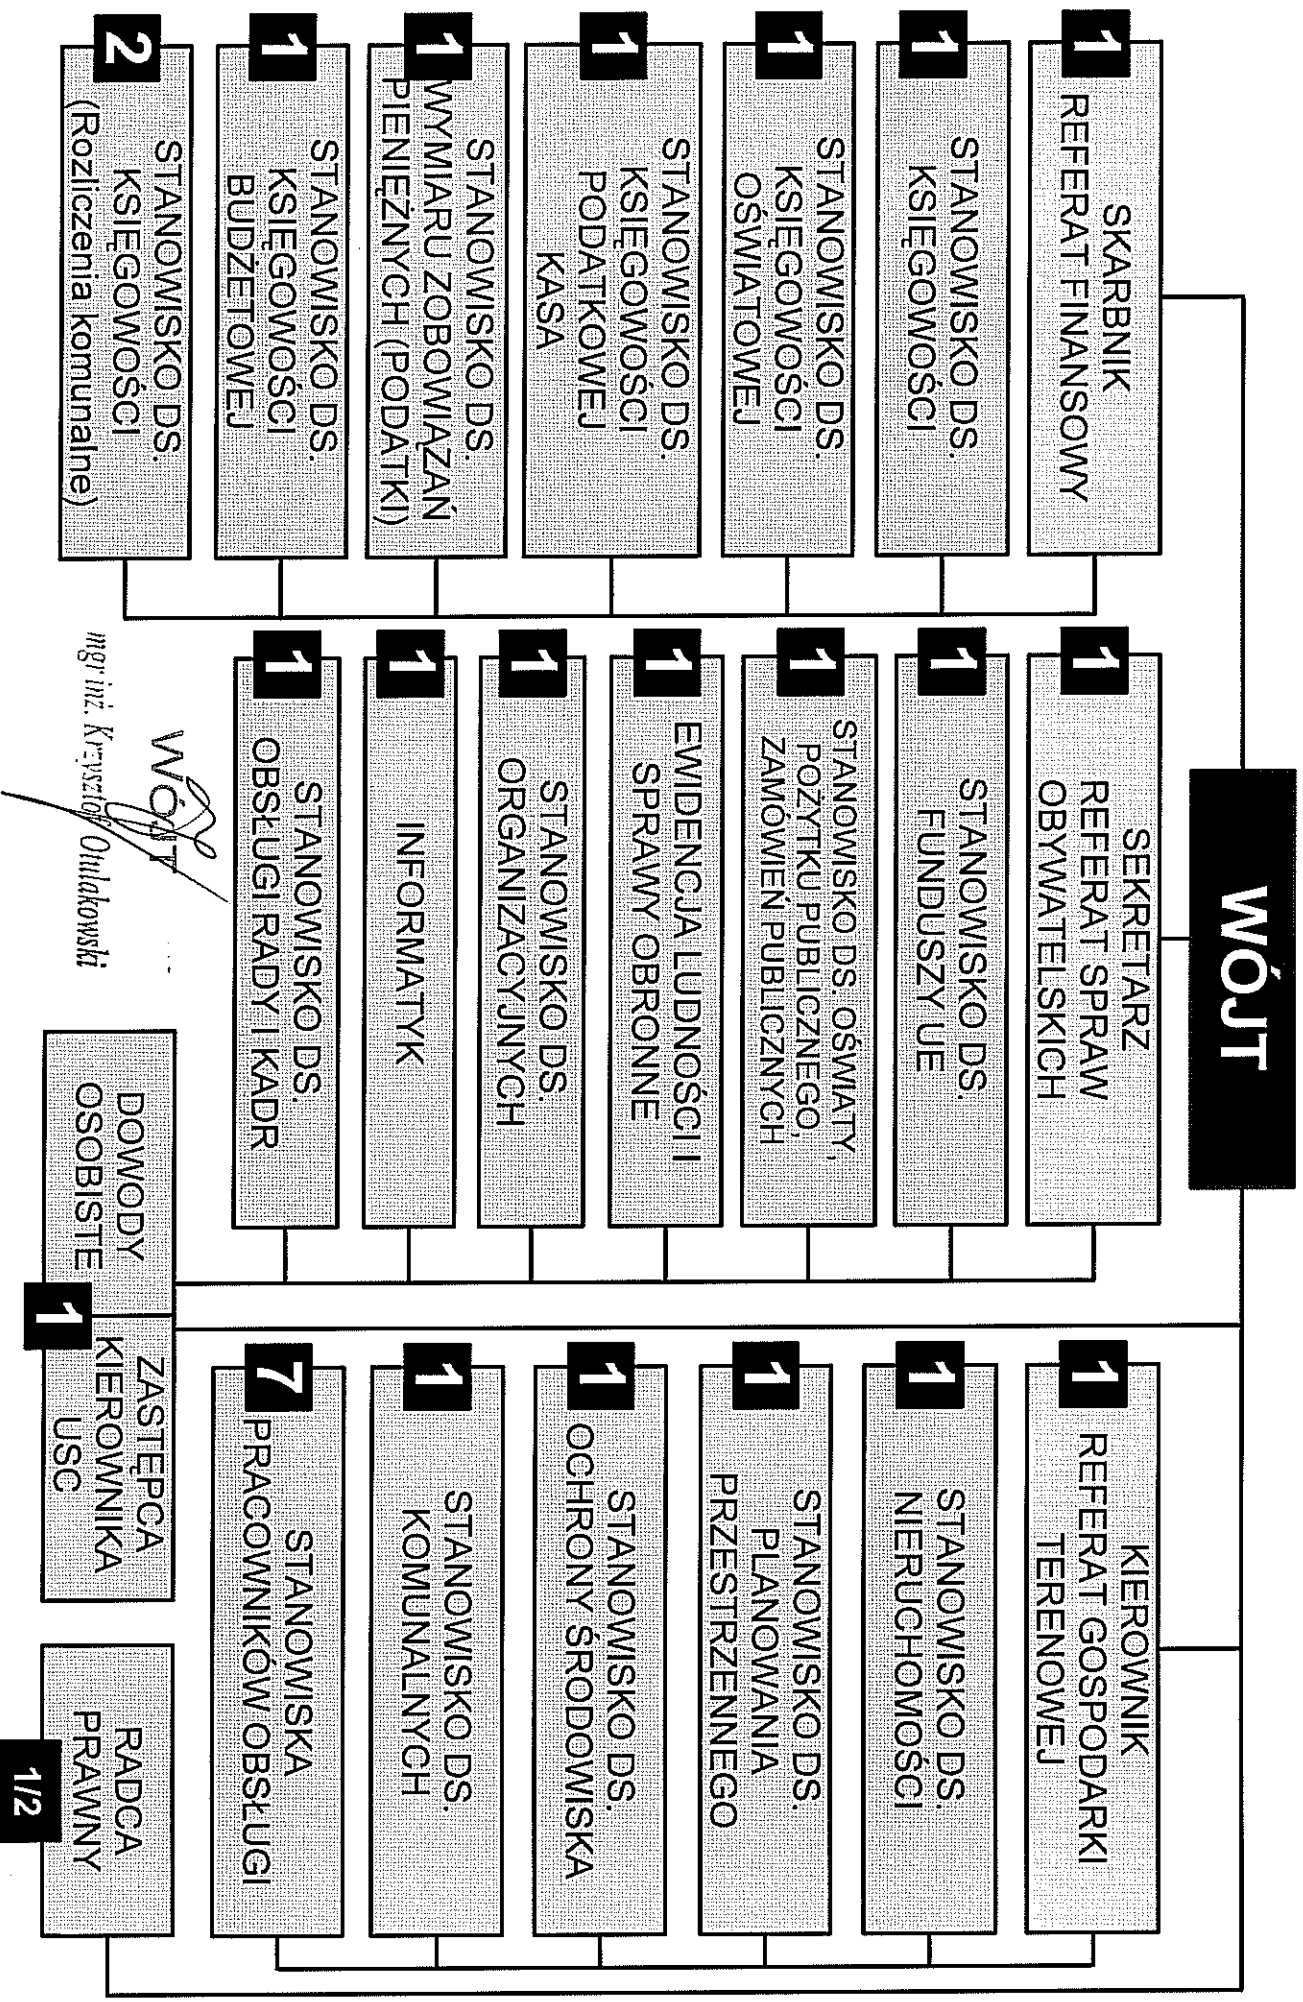 WÓJT
1
SKARBNIK
REFERAT FINANSOWY
1
STANOWISKO DS.
KSIĘGOWOŚCI
1
STANOWISKO DS.
KSIĘGOWOŚCI
OŚWIATOWEJ
1
STANOWISKO DS.
KSIĘGOWOŚCI
PODATKOWEJ
KASA
1
STANOWISKO DS.
WYMIARU ZOBOWIĄZAŃ
PIENIĘŻNYCH (PODATKI)
1
STANOWISKO DS.
KSIĘGOWOŚCI
BUDŻETOWEJ
2
STANOWISKO DS.
KSIĘGOWOŚCI
(Rozliczenia komunalne)
1
SEKRETARZ
REFERAT SPRAW
OBYWATELSKICH
1
STANOWISKO DS.
FUNDUSZY UE
STANOWISKO DS. OŚWIATY,
1
POŻYTKU PUBLICZNEGO,
ZAMÓWIEŃ PUBLICZNYCH
1
EWIDENCJA LUDNOŚCI I
SPRAWY OBRONNE
1
STANOWISKO DS.
ORGANIZACYJNYCH
1
INFORMATYK
1
STANOWISKO DS.
OBSŁUGI RADY I KADR
WÓJT
mgr inż. Krzysztof Otulakowski
DOWODY
OSOBISTE
1
ZASTĘPCA
KIEROWNIKA
USC
1
KIEROWNIK
REFERAT GOSPODARKI
TERENOWEJ
1
STANOWISKO DS.
NIERUCHOMOŚCI
1
STANOWISKO DS.
PLANOWANIA
PRZESTRZENNEGO
1
STANOWISKO DS.
OCHRONY ŚRODOWISKA
1
STANOWISKO DS.
KOMUNALNYCH
7
STANOWISKA
PRACOWNIKÓW OBSŁUGI
RADCA
PRAWNY
1/2